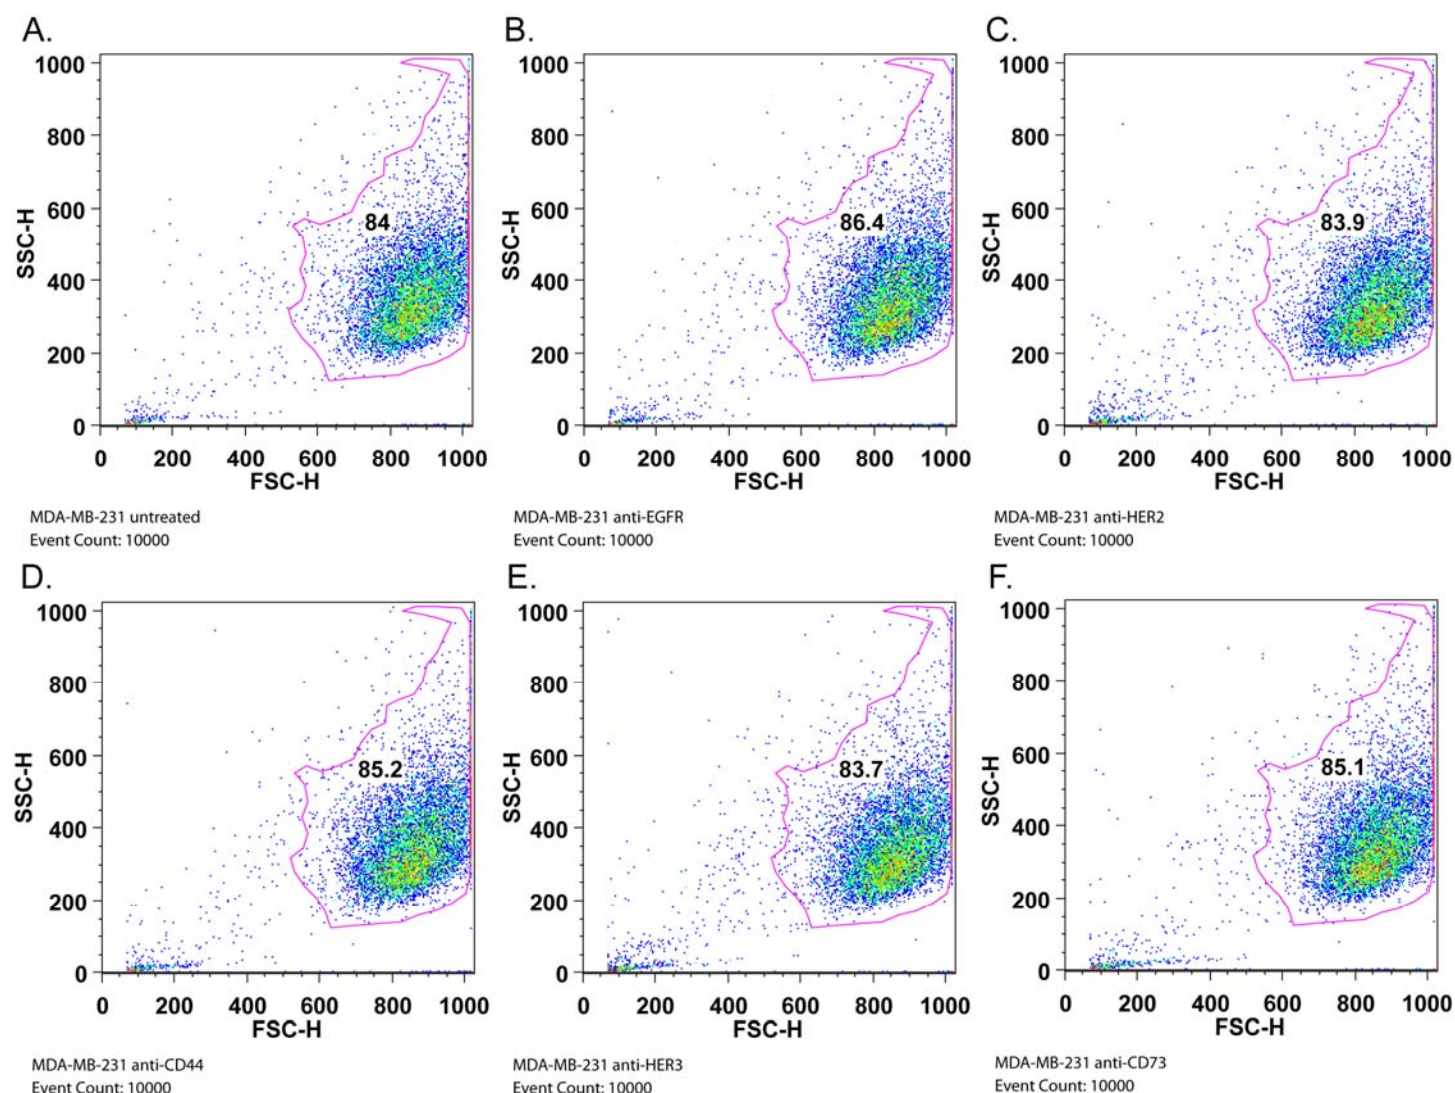 A.
B.
C.
1000
800
600
400
200
0
SSC-H
84
0 200 400 600 800 1000
FSC-H
1000
800
600
400
200
0
SSC-H
86.4
0 200 400 600 800 1000
FSC-H
1000
800
600
400
200
0
SSC-H
83.9
0 200 400 600 800 1000
FSC-H
MDA-MB-231 untreated
Event Count: 10000
MDA-MB-231 anti-EGFR
Event Count: 10000
MDA-MB-231 anti-HER2
Event Count: 10000
D.
E.
F.
1000
800
600
400
200
0
SSC-H
85.2
0 200 400 600 800 1000
FSC-H
1000
800
600
400
200
0
SSC-H
83.7
0 200 400 600 800 1000
FSC-H
1000
800
600
400
200
0
SSC-H
85.1
0 200 400 600 800 1000
FSC-H
MDA-MB-231 anti-CD44
Event Count: 10000
MDA-MB-231 anti-HER3
Event Count: 10000
MDA-MB-231 anti-CD73
Event Count: 10000